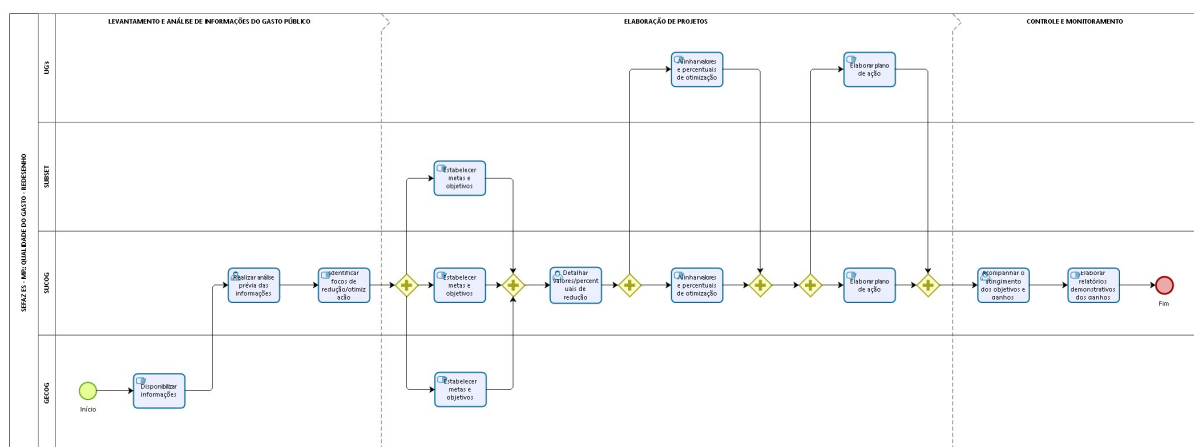 LEVANTAMENTO E ANÁLISE DE INFORMAÇÕES DO GASTO PÚBLICO
ELABORAÇÃO DE PROJETOS
CONTROLE E MONITORAMENTO
SEFAZ ES - MP1: QUALIDADE DO GASTO - REDESENHO
UG's
Alinhar valores
e percentuais
de otimização
Elaborar plano
de ação
SUBSET
Estabelecer
metas e
objetivos
SUCOG
Realizar análise
prévia das
informações
Identificar
focos de
redução/otimiz
ação
Estabelecer
metas e
objetivos
Detalhar
valores/percent
uais de
redução
Alinhar valores
e percentuais
de otimização
Elaborar plano
de ação
Acompanhar o
atingimento
dos objetivos e
ganhos
Elaborar
relatórios
demonstrativos
dos ganhos
Fim
GECOG
Início
Disponibilizar
informações
Estabelecer
metas e
objetivos